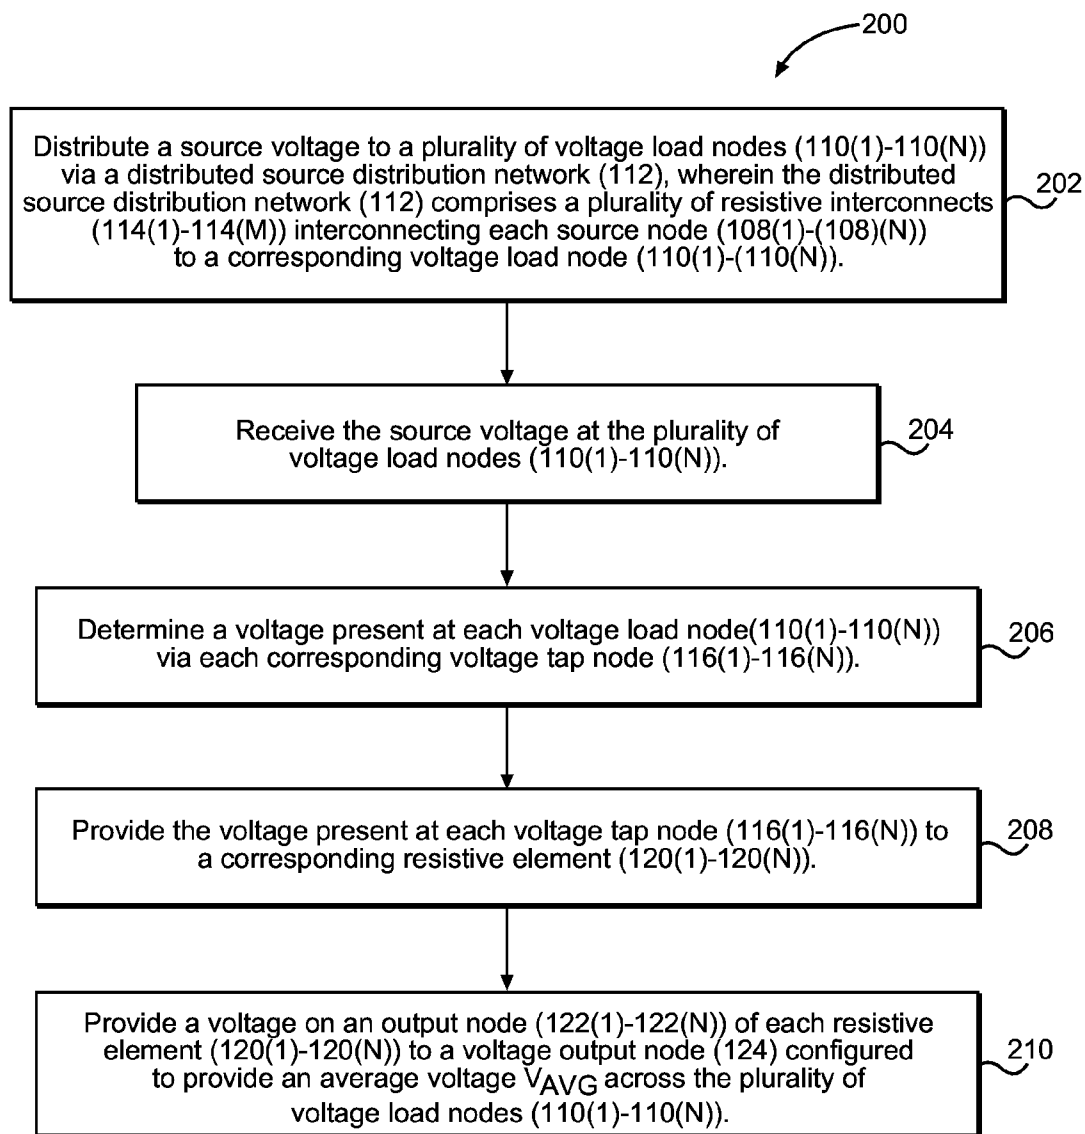 200
Distribute a source voltage to a plurality of voltage load nodes (110(1)-110(N))
via a distributed source distribution network (112), wherein the distributed
source distribution network (112) comprises a plurality of resistive interconnects
(114(1)-114(M)) interconnecting each source node (108(1)-(108)(N))
to a corresponding voltage load node (110(1)-(110(N)).
202
Receive the source voltage at the plurality of
voltage load nodes (110(1)-110(N)).
204
Determine a voltage present at each voltage load node(110(1)-110(N))
via each corresponding voltage tap node (116(1)-116(N)).
206
Provide the voltage present at each voltage tap node (116(1)-116(N)) to
a corresponding resistive element (120(1)-120(N)).
208
Provide a voltage on an output node (122(1)-122(N)) of each resistive
element (120(1)-120(N)) to a voltage output node (124) configured
to provide an average voltage VAVG across the plurality of
voltage load nodes (110(1)-110(N)).
210